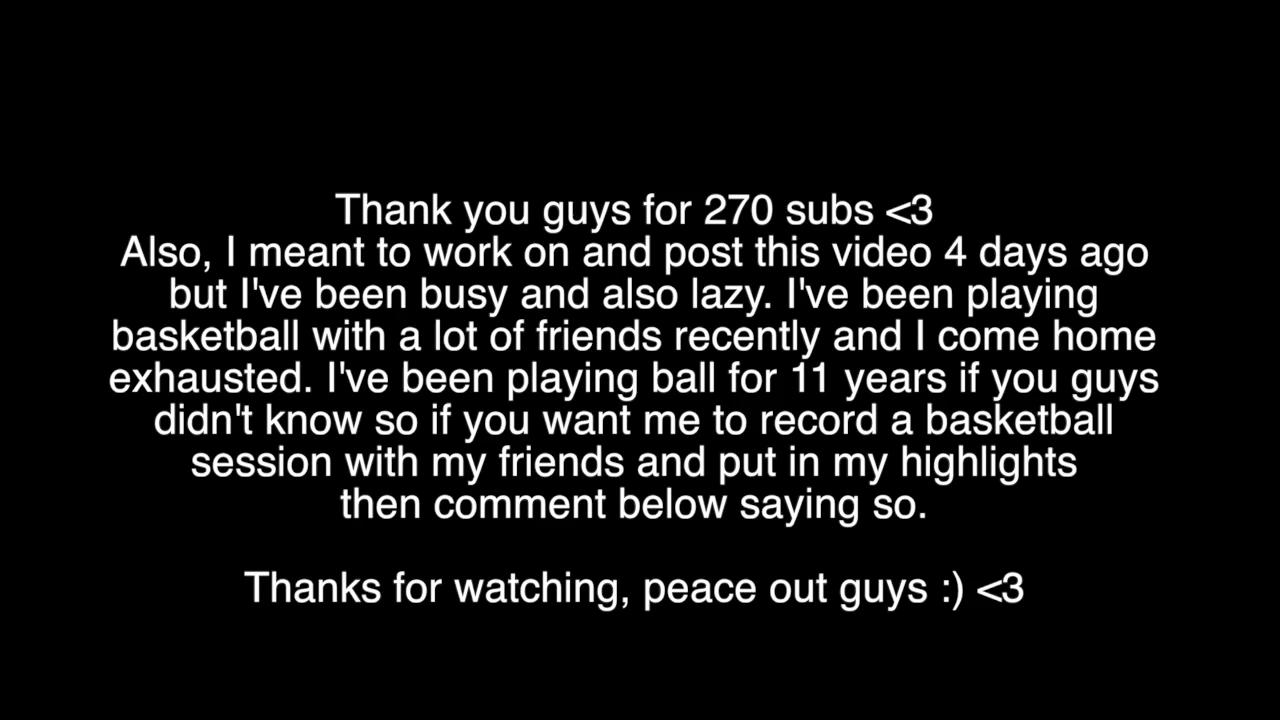 Thank you guys for 270 subs <3
Also, I meant to work on and post this video 4 days ago
but I've been busy and also lazy. I've been playing
basketball with a lot of friends recently and I come home
exhausted. I've been playing ball for 11 years if you guys
didn't know so if you want me to record a basketball
session with my friends and put in my highlights
then comment below saying so.
Thanks for watching, peace out guys :) <3